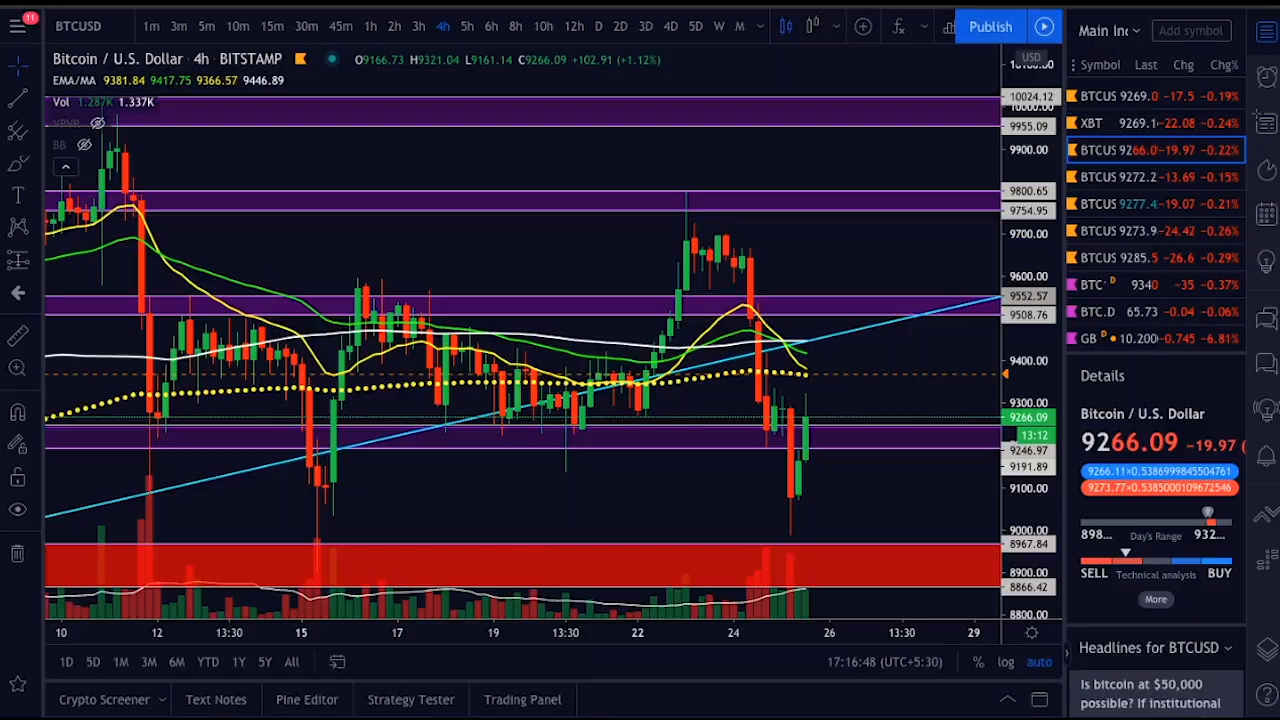 11
BTCUSD 1m 3m 5m 10m 15m 30m 45m 1h 2h 3h 4h 5h 6h 8h 10h 12h D 2D 3D 4D 5D W M Publish
Bitcoin / U.S. Dollar · 4h · BITSTAMP O9166.73 H9321.04 L9161.14 C9266.09 +102.91 (+1.12%)
EMA/MA 9381.84 9417.75 9366.57 9446.89
Vol 1.287K 1.337K
VPVR
BB
USD
10024.12
10000.00
9955.09
9900.00
9800.65
9754.95
9700.00
9600.00
9552.57
9508.76
9400.00
9300.00
9266.09
13:12
9246.97
9191.89
9100.00
9000.00
8967.84
8900.00
8866.42
8800.00
10 12 13:30 15 17 19 13:30 22 24 26 13:30 29
1D 5D 1M 3M 6M YTD 1Y 5Y All 17:16:48 (UTC+5:30) % log auto
Crypto Screener Text Notes Pine Editor Strategy Tester Trading Panel
Main Inc Add symbol
Symbol Last Chg Chg%
BTCUS 9269.0 -17.5 -0.19%
XBT 9269.1 -22.08 -0.24%
BTCUS 9266.0 -19.97 -0.22%
BTCUS 9272.2 -13.69 -0.15%
BTCUS 9277.4 -19.07 -0.21%
BTCUS 9273.9 -24.42 -0.26%
BTCUS 9285.5 -26.6 -0.29%
BTC D 9340 -35 -0.37%
BTC.D 65.73 -0.04 -0.06%
GB D 10.200 -0.745 -6.81%
Details
Bitcoin / U.S. Dollar
9266.09 -19.97 (
9266.11×0.5386999845504761
9273.77×0.5385000109672546
898... Day's Range 932...
SELL Technical analysis BUY
More
Headlines for BTCUSD
Is bitcoin at $50,000
possible? If institutional